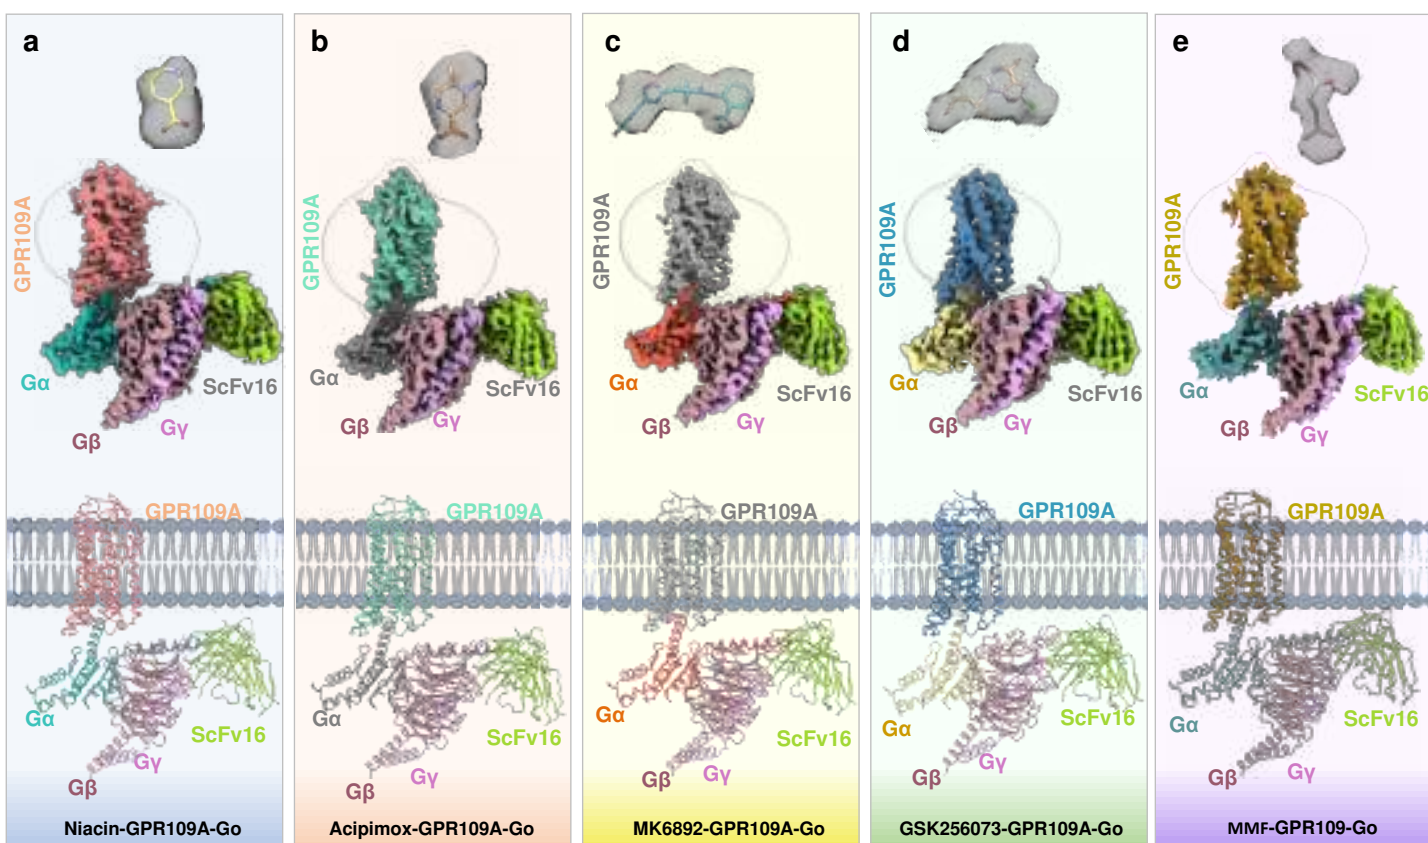 a
GPR109A
Gα
ScFv16
Gβ
Gγ
GPR109A
Gα
ScFv16
Gγ
Gβ
Niacin-GPR109A-Go
b
GPR109A
Gα
ScFv16
Gβ
Gγ
GPR109A
Gα
ScFv16
Gγ
Gβ
Acipimox-GPR109A-Go
c
GPR109A
Gα
ScFv16
Gβ
Gγ
GPR109A
Gα
ScFv16
Gγ
Gβ
MK6892-GPR109A-Go
d
GPR109A
Gα
ScFv16
Gβ
Gγ
GPR109A
Gα
ScFv16
Gγ
Gβ
GSK256073-GPR109A-Go
e
GPR109A
Gα
ScFv16
Gβ
Gγ
GPR109A
Gα
ScFv16
Gγ
Gβ
MMF-GPR109-Go